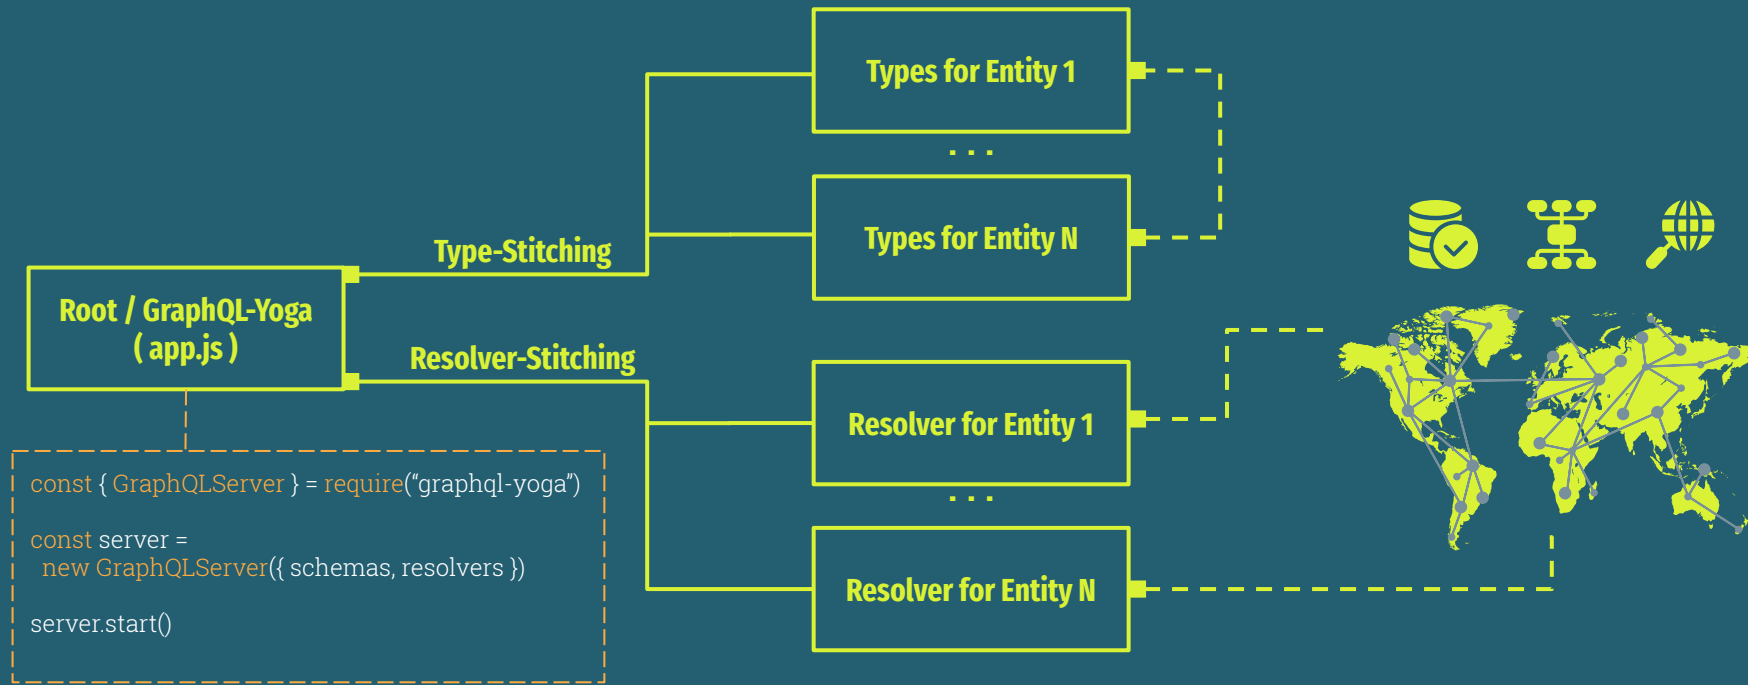 Types for Entity 1
. . .
Types for Entity N
Type-Stitching
Root / GraphQL-Yoga
( app.js )
Resolver-Stitching
Resolver for Entity 1
. . .
Resolver for Entity N
const { GraphQLServer } = require(“graphql-yoga”)
const server =
new GraphQLServer({ schemas, resolvers })
server.start()